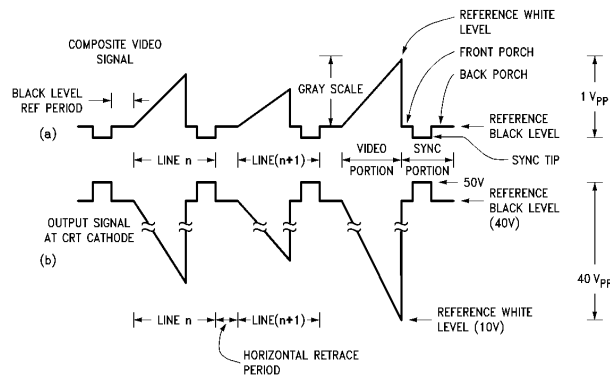 COMPOSITE VIDEO
SIGNAL
REFERENCE WHITE
LEVEL
FRONT PORCH
BACK PORCH
BLACK LEVEL
REF PERIOD
GRAY SCALE
1 VPP
(a)
REFERENCE
BLACK LEVEL
SYNC TIP
LINE n
LINE(n+1)
VIDEO
PORTION
SYNC
PORTION
50V
REFERENCE
BLACK LEVEL
(40V)
OUTPUT SIGNAL
AT CRT CATHODE
(b)
40 VPP
LINE n
LINE(n+1)
REFERENCE WHITE
LEVEL (10V)
HORIZONTAL RETRACE
PERIOD